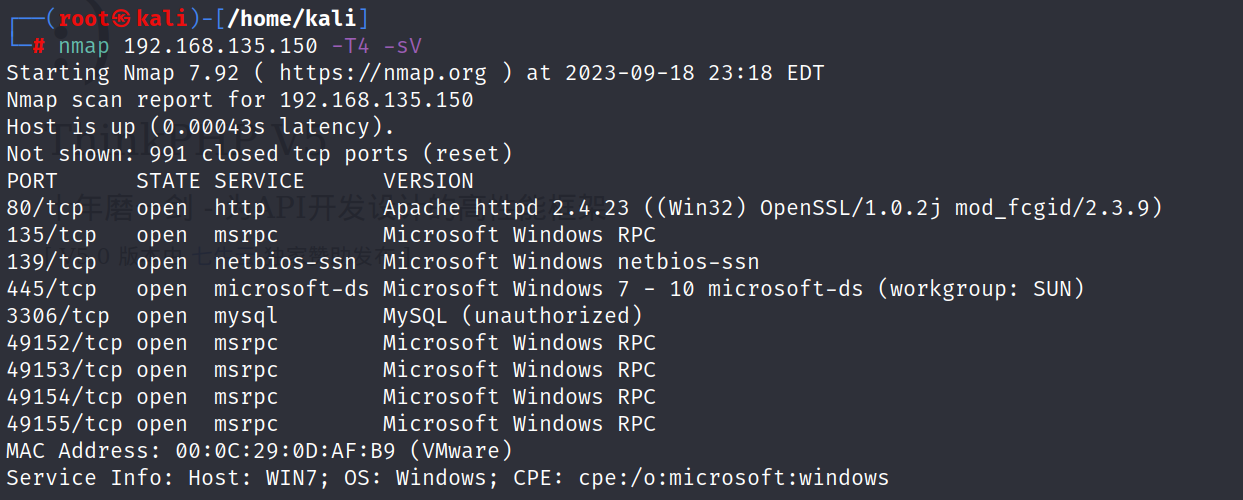 ┌──(root㉿kali)-[/home/kali]
└─# nmap 192.168.135.150 -T4 -sV
Starting Nmap 7.92 ( https://nmap.org ) at 2023-09-18 23:18 EDT
Nmap scan report for 192.168.135.150
Host is up (0.00043s latency).
Not shown: 991 closed tcp ports (reset)
PORT      STATE SERVICE      VERSION
80/tcp    open  http         Apache httpd 2.4.23 ((Win32) OpenSSL/1.0.2j mod_fcgid/2.3.9)
135/tcp   open  msrpc        Microsoft Windows RPC
139/tcp   open  netbios-ssn  Microsoft Windows netbios-ssn
445/tcp   open  microsoft-ds Microsoft Windows 7 - 10 microsoft-ds (workgroup: SUN)
3306/tcp  open  mysql        MySQL (unauthorized)
49152/tcp open  msrpc        Microsoft Windows RPC
49153/tcp open  msrpc        Microsoft Windows RPC
49154/tcp open  msrpc        Microsoft Windows RPC
49155/tcp open  msrpc        Microsoft Windows RPC
MAC Address: 00:0C:29:0D:AF:B9 (VMware)
Service Info: Host: WIN7; OS: Windows; CPE: cpe:/o:microsoft:windows